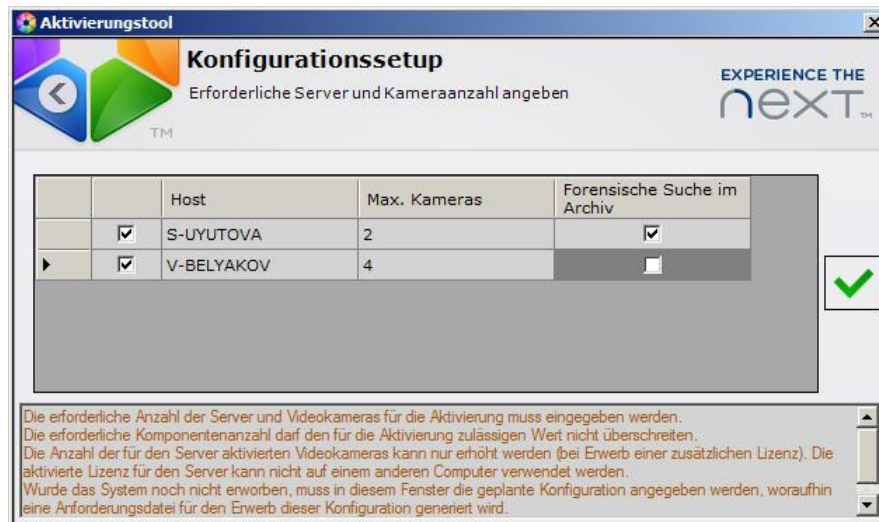 Aktivierungstool
Konfigurationssetup
Erforderliche Server und Kameraanzahl angeben
EXPERIENCE THE
next™
TM
Host Max. Kameras Forensische Suche im
Archiv
S-UYUTOVA 2
V-BELYAKOV 4
Die erforderliche Anzahl der Server und Videokameras für die Aktivierung muss eingegeben werden.
Die erforderliche Komponentenanzahl darf den für die Aktivierung zulässigen Wert nicht überschreiten.
Die Anzahl der für den Server aktivierten Videokameras kann nur erhöht werden (bei Erwerb einer zusätzlichen Lizenz). Die
aktivierte Lizenz für den Server kann nicht auf einem anderen Computer verwendet werden.
Wurde das System noch nicht erworben, muss in diesem Fenster die geplante Konfiguration angegeben werden, woraufhin
eine Anforderungsdatei für den Erwerb dieser Konfiguration generiert wird.